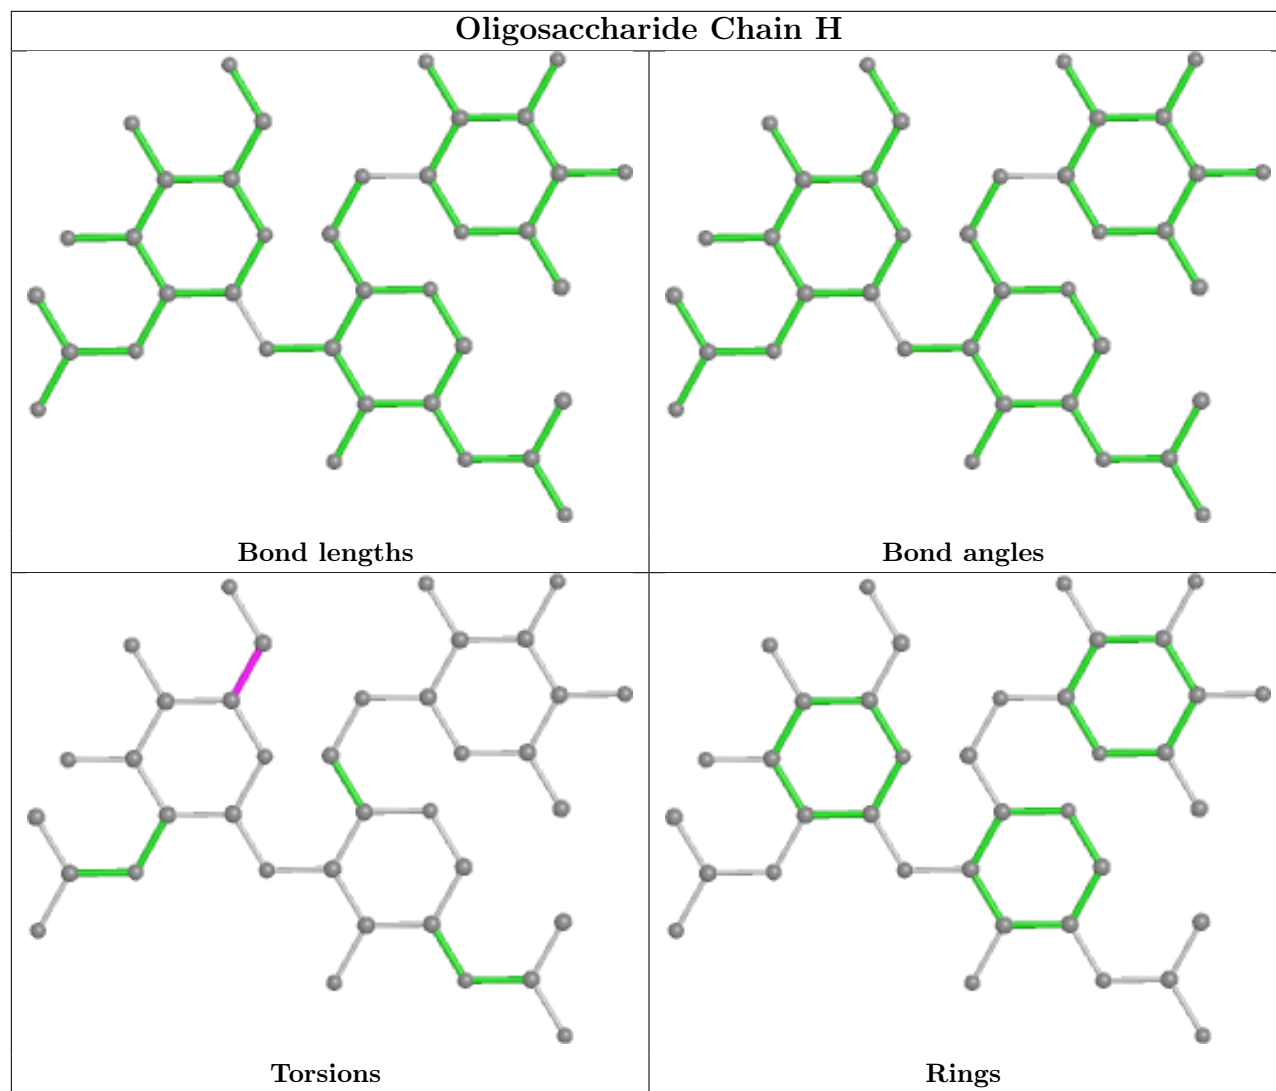 Oligosaccharide Chain H
Bond lengths
Bond angles
Torsions
Rings